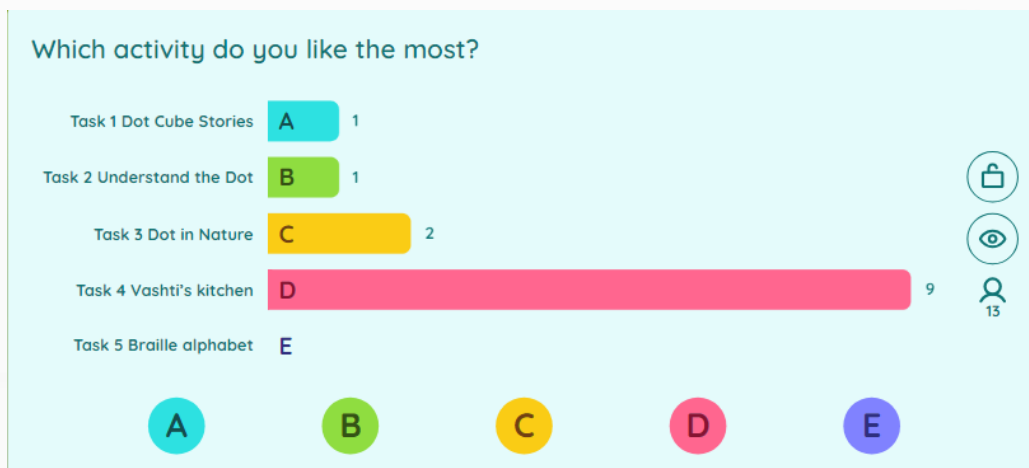 Which activity do you like the most?
Task 1 Dot Cube Stories A 1
Task 2 Understand the Dot B 1
Task 3 Dot in Nature C 2
Task 4 Vashti's kitchen D 9
13
Task 5 Braille alphabet E
A B C D E